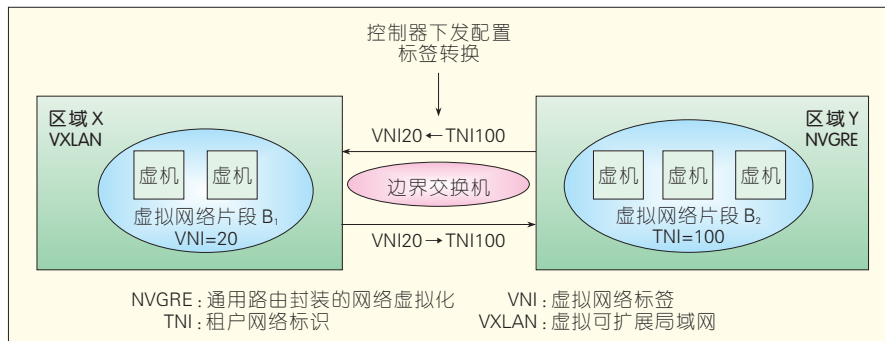 控制器下发配置
标签转换
区域 X
VXLAN
虚机 虚机
虚拟网络片段 B₁
VNI=20
VNI20←TNI100
边界交换机
VNI20→TNI100
区域 Y
NVGRE
虚机 虚机 虚机
虚拟网络片段 B₂
TNI=100
NVGRE:通用路由封装的网络虚拟化 VNI:虚拟网络标签
TNI:租户网络标识 VXLAN:虚拟可扩展局域网